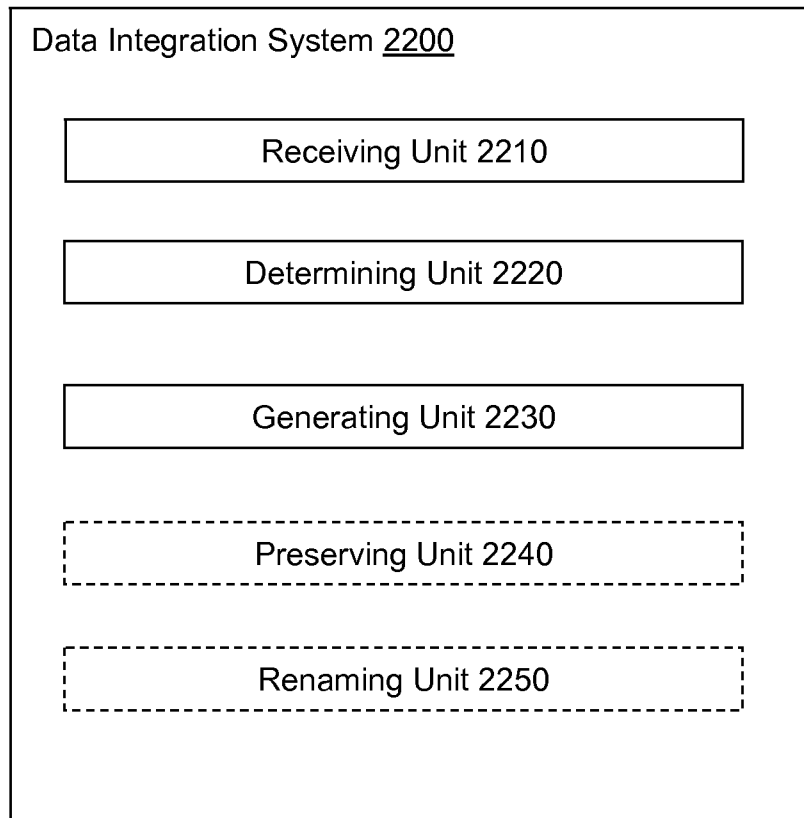 Data Integration System 2200
Receiving Unit 2210
Determining Unit 2220
Generating Unit 2230
Preserving Unit 2240
Renaming Unit 2250